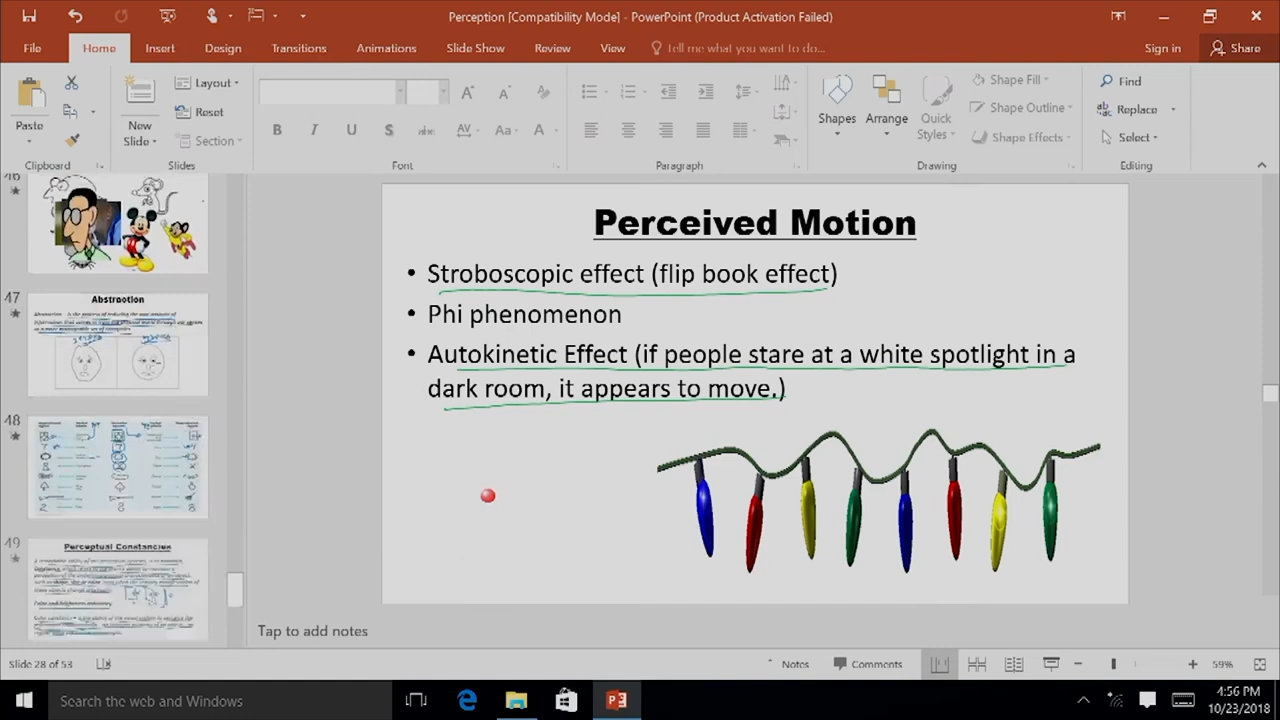 Perception [Compatibility Mode] - PowerPoint (Product Activation Failed)
File Home Insert Design Transitions Animations Slide Show Review View Tell me what you want to do... Sign in Share
Paste
Clipboard
New Slide
Layout
Reset
Section
Slides
B I U S abc AV Aa A
Font
Paragraph
Shapes
Arrange
Quick Styles
Shape Fill
Shape Outline
Shape Effects
Drawing
Find
Replace
Select
Editing
46
47
Abstraction
48
49
Perceptual Constancies
Perceived Motion
• Stroboscopic effect (flip book effect)
• Phi phenomenon
• Autokinetic Effect (if people stare at a white spotlight in a
dark room, it appears to move.)
Tap to add notes
Slide 28 of 53
Notes Comments 59%
Search the web and Windows
4:56 PM
10/23/2018